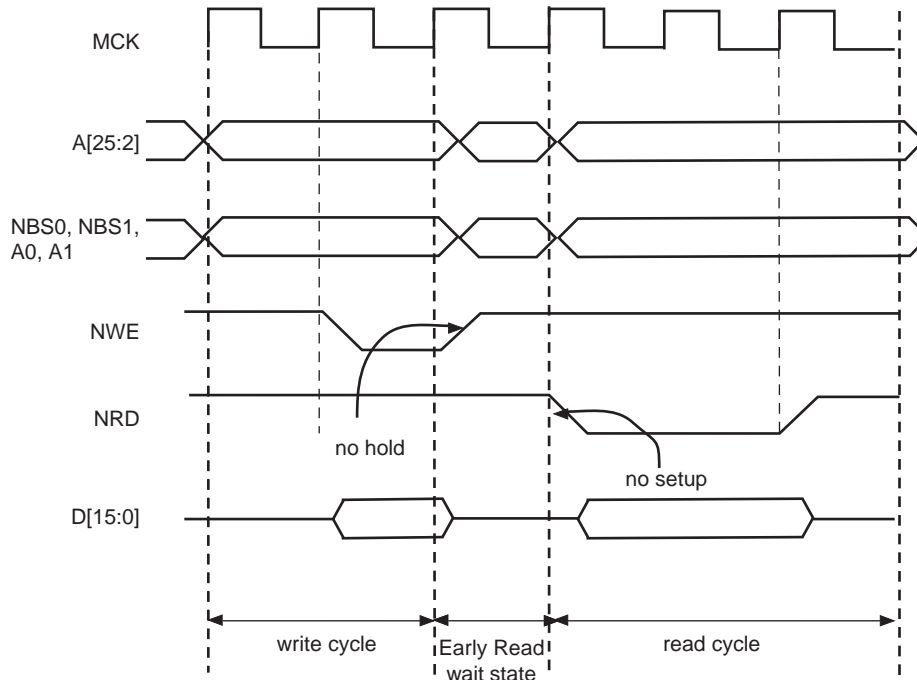 MCK
A[25:2]
NBS0, NBS1,
A0, A1
NWE
NRD
no hold
no setup
D[15:0]
write cycle
Early Read
wait state
read cycle